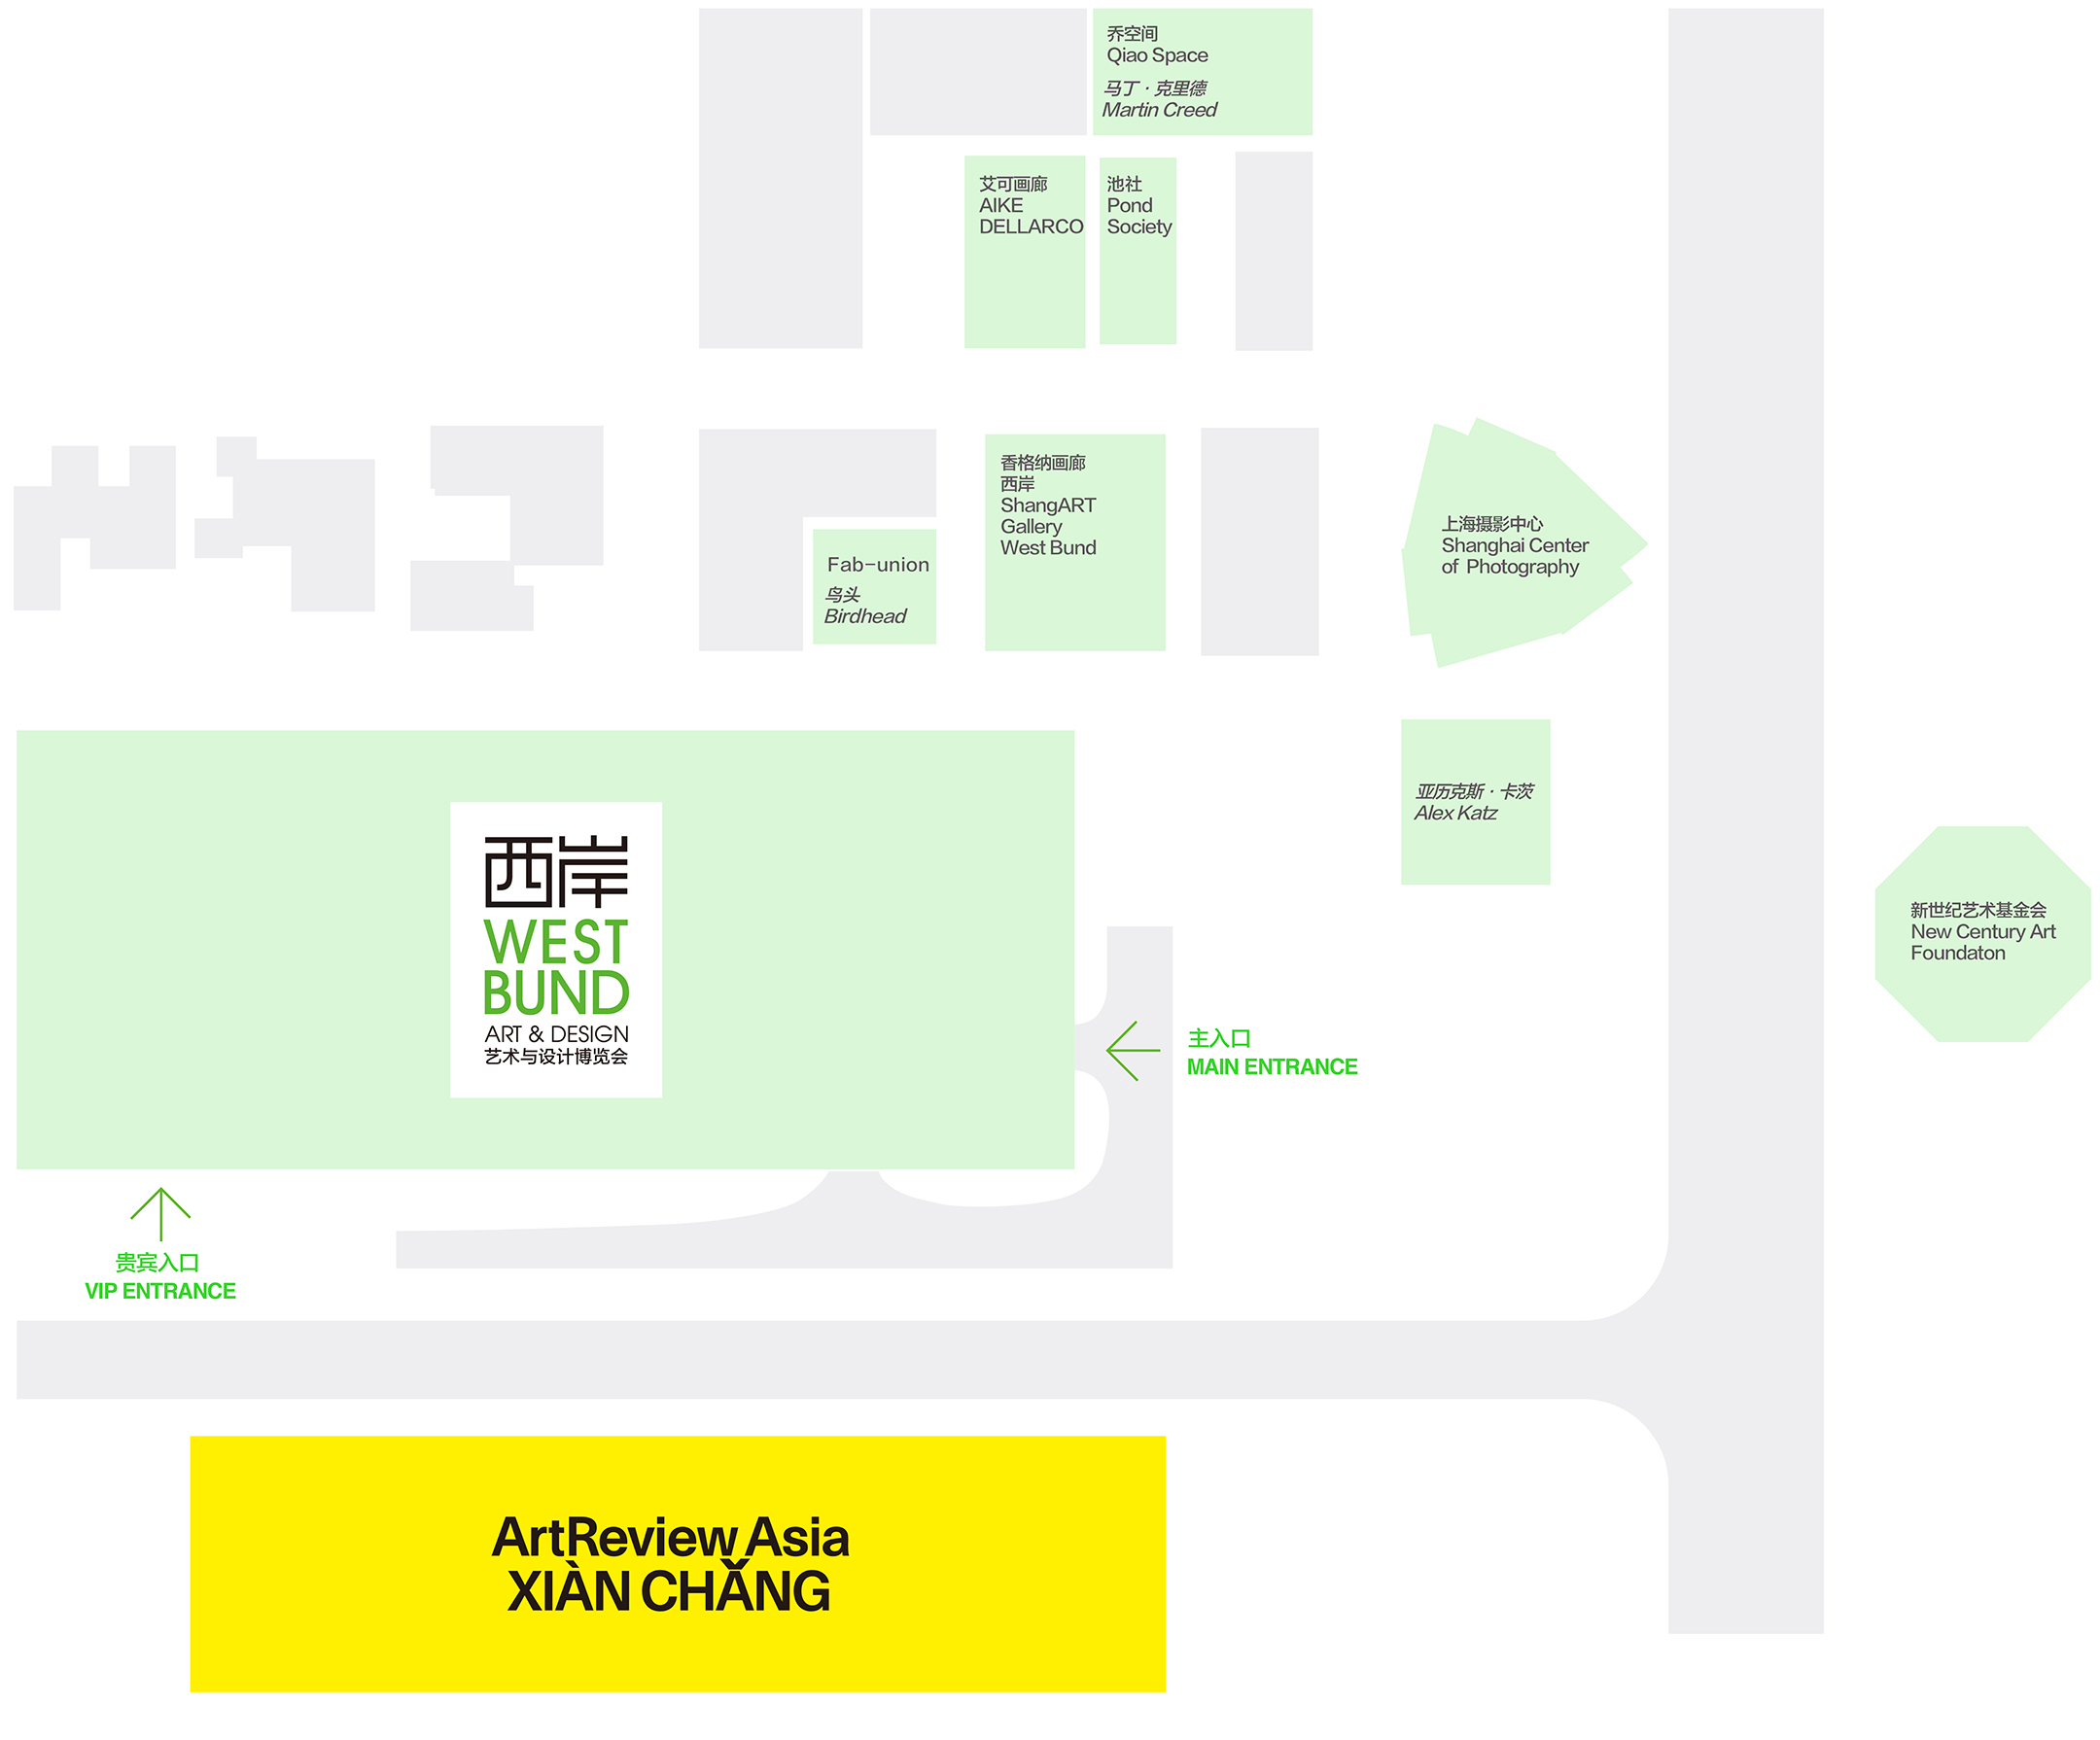 乔空间
Qiao Space
马丁·克里德
Martin Creed
艾可画廊
AIKE
DELLARCO
池社
Pond
Society
香格纳画廊
西岸
ShangART
Gallery
West Bund
Fab-union
鸟头
Birdhead
上海摄影中心
Shanghai Center
of Photography
亚历克斯·卡茨
Alex Katz
新世纪艺术基金会
New Century Art
Foundaton
西岸
WEST
BUND
ART & DESIGN
艺术与设计博览会
主入口
MAIN ENTRANCE
贵宾入口
VIP ENTRANCE
ArtReview Asia
XIÀN CHǍNG